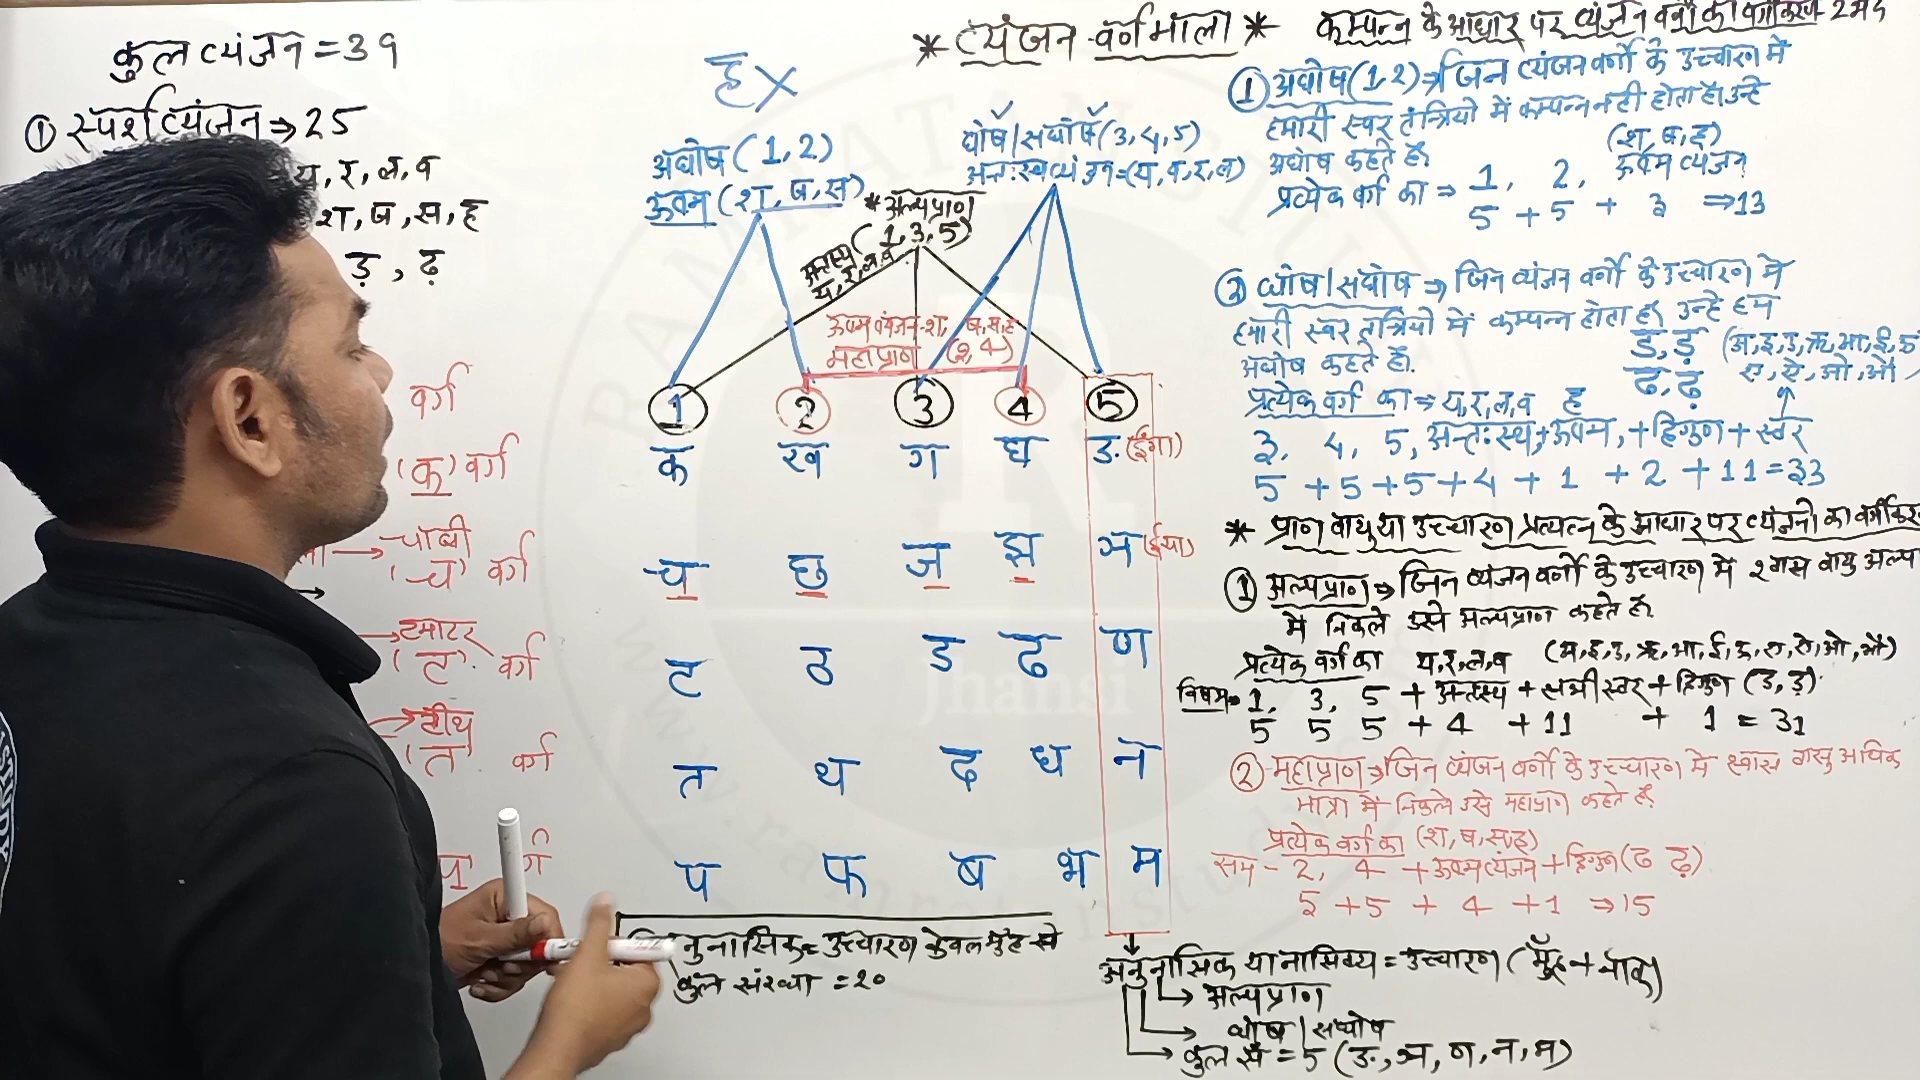 कुल व्यंजन = 39
① स्पर्श व्यंजन ⇒ 25
य, र, ल, व
श, ष, स, ह
ड़, ढ़
* व्यंजन वर्णमाला *
ह ×
अघोष (1, 2)
ऊष्म (श, ष, स)
घोष / सघोष (3, 4, 5)
अन्तःस्थ व्यंजन = (य, व, र, ल)
* अल्पप्राण
(1, 3, 5)
अन्तस्थ
य, र, ल, व
ऊष्म व्यंजन - श, ष, स, ह
महाप्राण (2, 4)
वर्ग ① ② ③ ④ ⑤
(क) वर्ग क ख ग घ ङ (ईंगा)
चाब्बी
(च) वर्ग च छ ज झ ञ (ईंया)
टमाटर
(ट) वर्ग ट ठ ड ढ ण
(त) वर्ग त थ द ध न
प प फ ब भ म
उच्चारण केवल मुँह से
कुल संख्या = 20
अनुनासिक या नासिक्य = उच्चारण (मुँह + नाक)
अल्पप्राण
घोष / सघोष
कुल सं = 5 (ङ, ञ, ण, न, म)
कम्पन्न के आधार पर व्यंजन वर्णों का वर्गीकरण - 2
① अघोष (1, 2) ⇒ जिन व्यंजन वर्णों के उच्चारण में
हमारी स्वर तंत्रियो में कम्पन्न नही होता है। उन्हे
अघोष कहते है।
ऊष्म व्यंजन
प्रत्येक वर्ग का ⇒ 1, 2,
5 + 5 + 3 ⇒ 13
② घोष / सघोष ⇒ जिन व्यंजन वर्णों के उच्चारण में
हमारी स्वर तंत्रियो में कम्पन्न होता है। उन्हे हम
अघोष कहते है।
ड, ड़
ढ, ढ़ ए, ऐ, ओ, औ
प्रत्येक वर्ग का ⇒ य, र, ल, व ह
3, 4, 5, अन्तःस्थ + ऊष्म, + द्विगुण + स्वर
5 + 5 + 5 + 4 + 1 + 2 + 11 = 33
* प्राण वायु या उच्चारण प्रत्यत्न के आधार पर व्यंजनो का वर्गीकरण
① अल्पप्राण ⇒ जिन व्यंजन वर्णों के उच्चारण में श्वास वायु अल्प
में निकले उसे अल्पप्राण कहते है।
प्रत्येक वर्ग का य, र, ल, व (अ, इ, उ, ऋ, आ, ई, ऊ, ए, ऐ, ओ, औ)
विषम ⇒ 1, 3, 5 + अन्तस्थ + सभी स्वर + द्विगुण (ड, ड़)
5 5 5 + 4 + 11 + 1 = 31
② महाप्राण ⇒ जिन व्यंजन वर्णों के उच्चारण में श्वास वायु अधिक
मात्रा में निकले उसे महाप्राण कहते है।
प्रत्येक वर्ग का (श, ष, स, ह)
सम - 2, 4 + ऊष्म व्यंजन + द्विगुण (ढ ढ़)
5 + 5 + 4 + 1 ⇒ 15